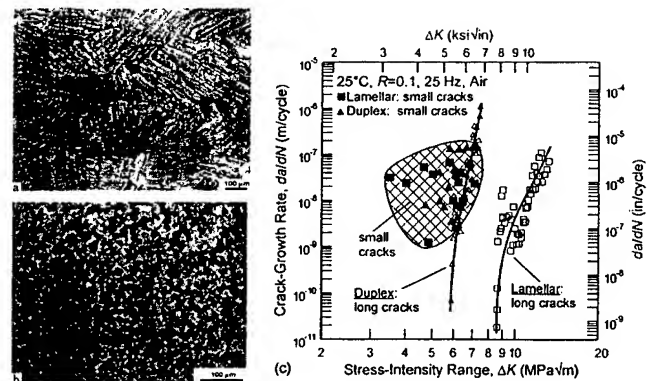 a
100 µm
b
100 µm
(c)
ΔK (ksi√in)
2 3 4 5 6 7 8 9 10
Crack-Growth Rate, da/dN (m/cycle)
10-5
10-6
10-7
10-8
10-9
10-10
10-11
25°C, R=0.1, 25 Hz, Air
■ Lamellar: small cracks
▲ Duplex: small cracks
small
cracks
Duplex:
long cracks
Lamellar:
long cracks
10-4
10-5
10-6
10-7
10-8
10-9
da/dN (in/cycle)
2 3 4 5 6 7 8 9 10 20
Stress-Intensity Range, ΔK (MPa√m)